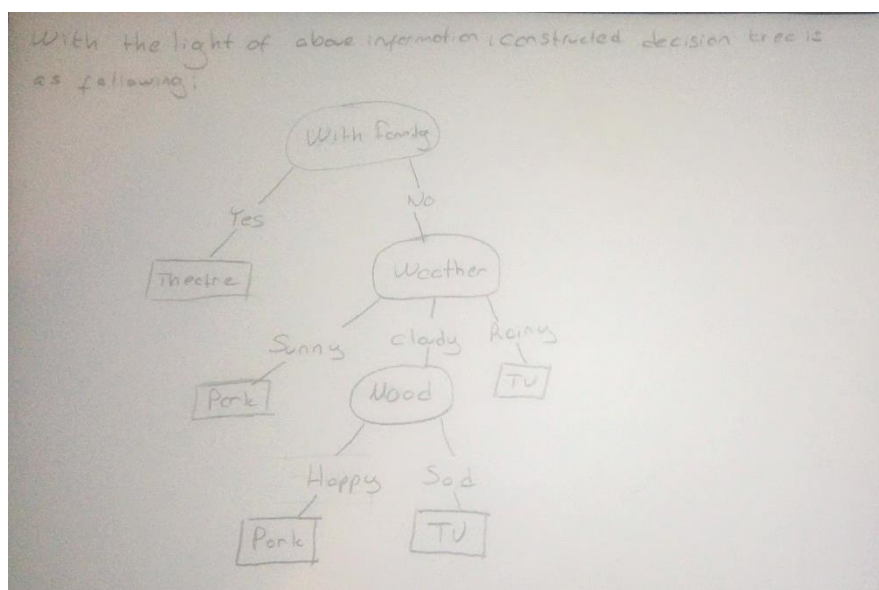 With the light of above information, constructed decision tree is
as following:
With family
Yes
No
Theatre
Weather
Sunny
Cloudy
Rainy
Park
Mood
TV
Happy
Sad
Park
TV